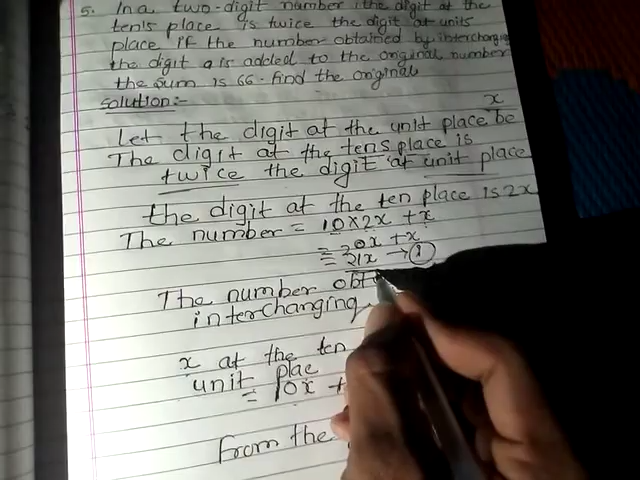 5. In a two-digit number, the digit at the
ten's place is twice the digit at units
place if the number obtained by interchanging
the digit a is added to the original number
the sum is 66. find the original
Solution:-
Let the digit at the unit place be x
The digit at the tens place is
twice the digit at unit place
the digit at the ten place is 2x
The number = 10×2x + x
= 20x + x
= 21x → ①
The number
interchanging
x at the ten
unit plac
= 10x +
From the